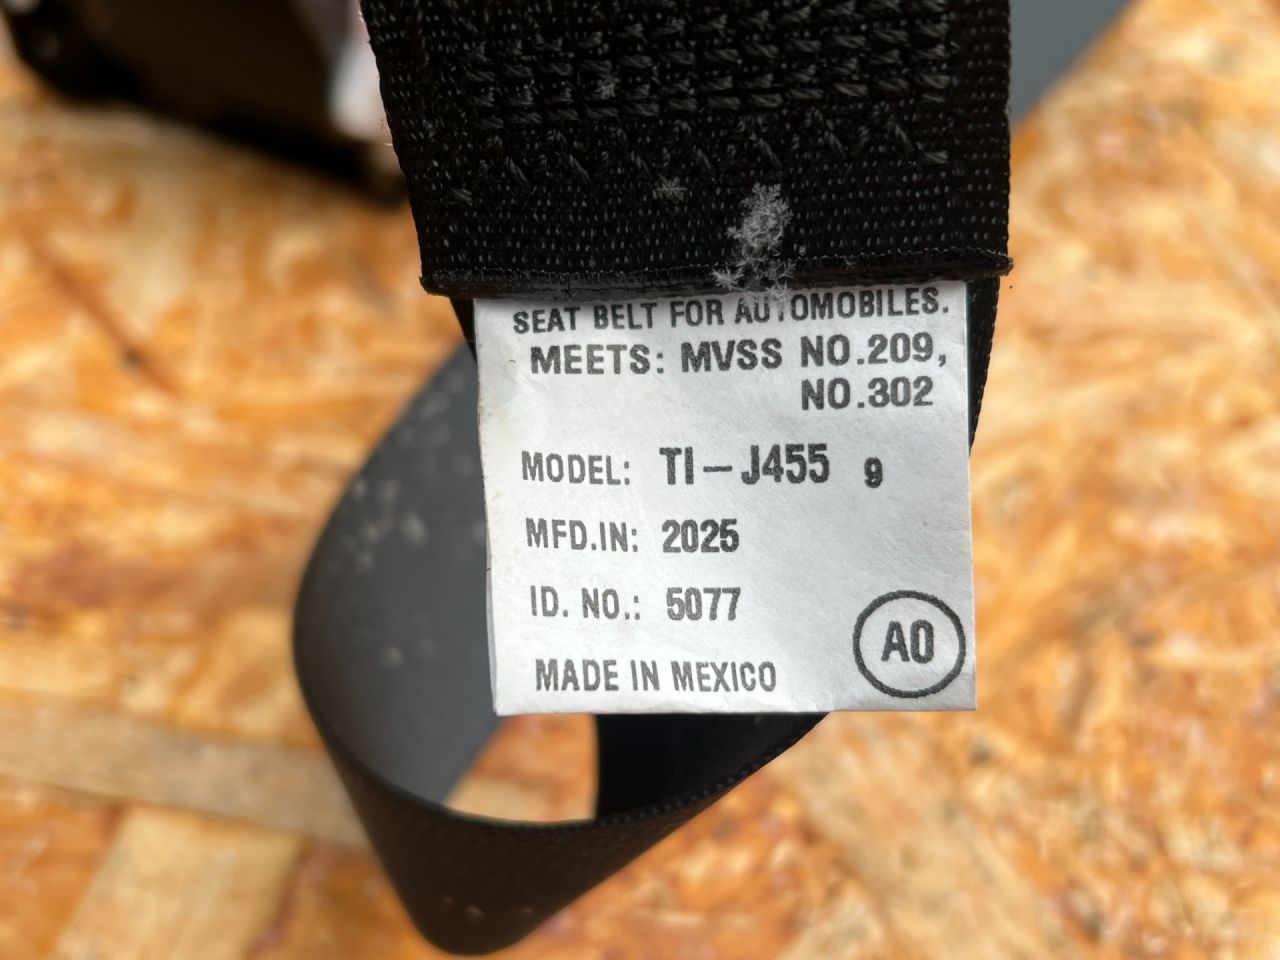 SEAT BELT FOR AUTOMOBILES.
MEETS: MVSS NO.209,
NO.302
MODEL: TI-J455 9
MFD.IN: 2025
ID. NO.: 5077
MADE IN MEXICO
A0